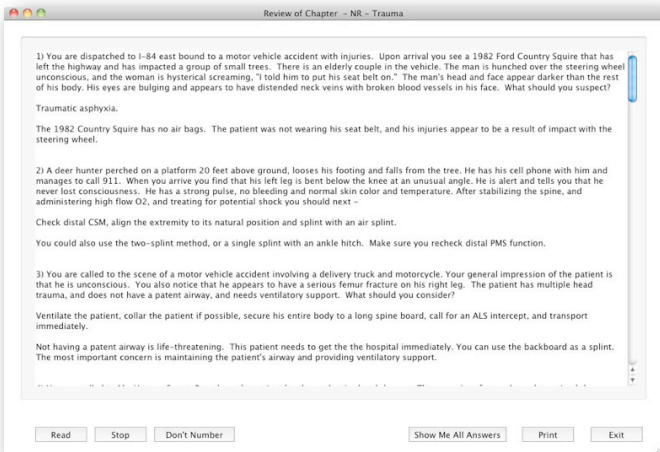 Review of Chapter - NR - Trauma
1) You are dispatched to I-84 east bound to a motor vehicle accident with injuries. Upon arrival you see a 1982 Ford Country Squire that has
left the highway and has impacted a group of small trees. There is an elderly couple in the vehicle. The man is hunched over the steering wheel
unconscious, and the woman is hysterical screaming, "I told him to put his seat belt on." The man's head and face appear darker than the rest
of his body. His eyes are bulging and appears to have distended neck veins with broken blood vessels in his face. What should you suspect?
Traumatic asphyxia.
The 1982 Country Squire has no air bags. The patient was not wearing his seat belt, and his injuries appear to be a result of impact with the
steering wheel.
2) A deer hunter perched on a platform 20 feet above ground, looses his footing and falls from the tree. He has his cell phone with him and
manages to call 911. When you arrive you find that his left leg is bent below the knee at an unusual angle. He is alert and tells you that he
never lost consciousness. He has a strong pulse, no bleeding and normal skin color and temperature. After stabilizing the spine, and
administering high flow O2, and treating for potential shock you should next -
Check distal CSM, align the extremity to its natural position and splint with an air splint.
You could also use the two-splint method, or a single splint with an ankle hitch. Make sure you recheck distal PMS function.
3) You are called to the scene of a motor vehicle accident involving a delivery truck and motorcycle. Your general impression of the patient is
that he is unconscious. You also notice that he appears to have a serious femur fracture on his right leg. The patient has multiple head
trauma, and does not have a patent airway, and needs ventilatory support. What should you consider?
Ventilate the patient, collar the patient if possible, secure his entire body to a long spine board, call for an ALS intercept, and transport
immediately.
Not having a patent airway is life-threatening. This patient needs to get the the hospital immediately. You can use the backboard as a splint.
The most important concern is maintaining the patient's airway and providing ventilatory support.
Read Stop Don't Number Show Me All Answers Print Exit